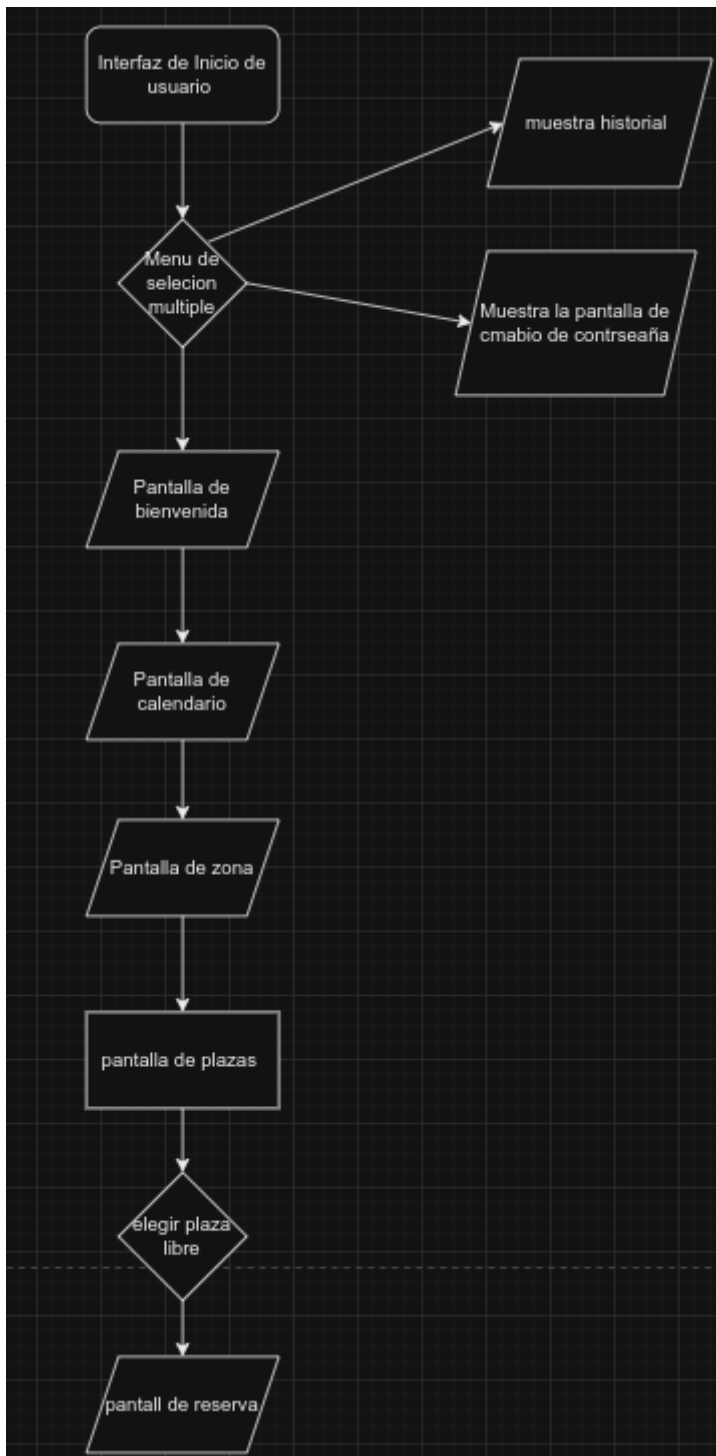 Interfaz de Inicio de
usuario
muestra historial
Menu de
selecion
multiple
Muestra la pantalla de
cmabio de contrseaña
Pantalla de
bienvenida
Pantalla de
calendario
Pantalla de zona
pantalla de plazas
elegir plaza
libre
pantall de reserva